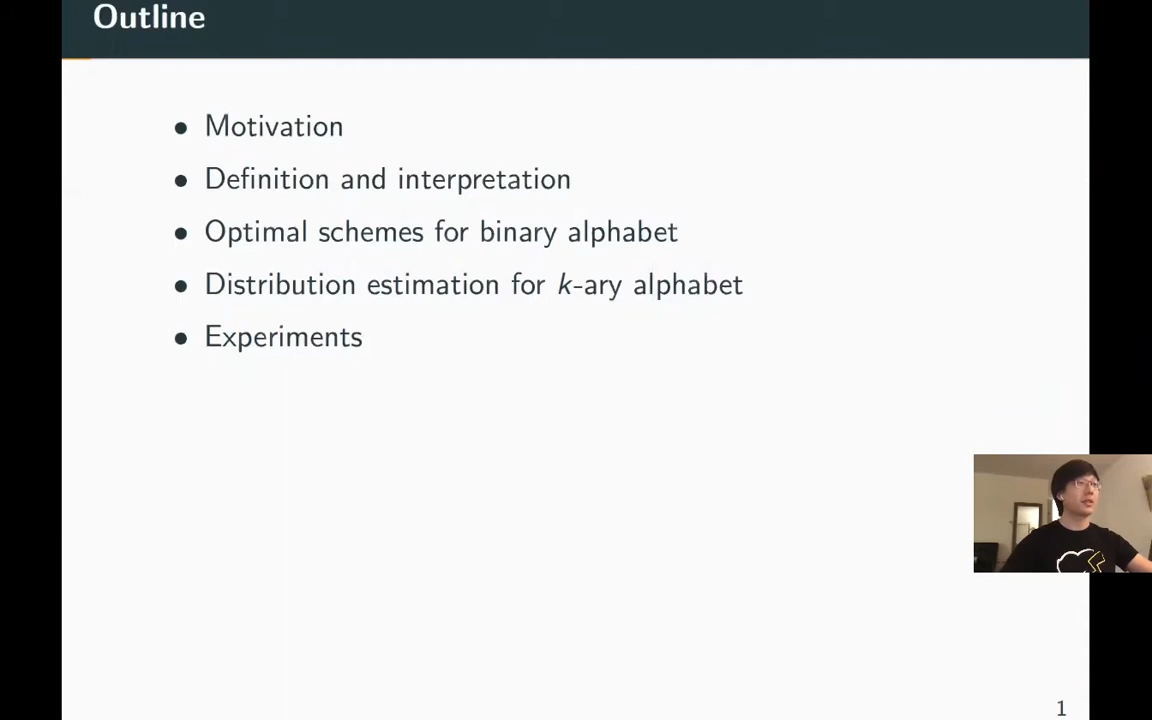 Outline
• Motivation
• Definition and interpretation
• Optimal schemes for binary alphabet
• Distribution estimation for k-ary alphabet
• Experiments
1